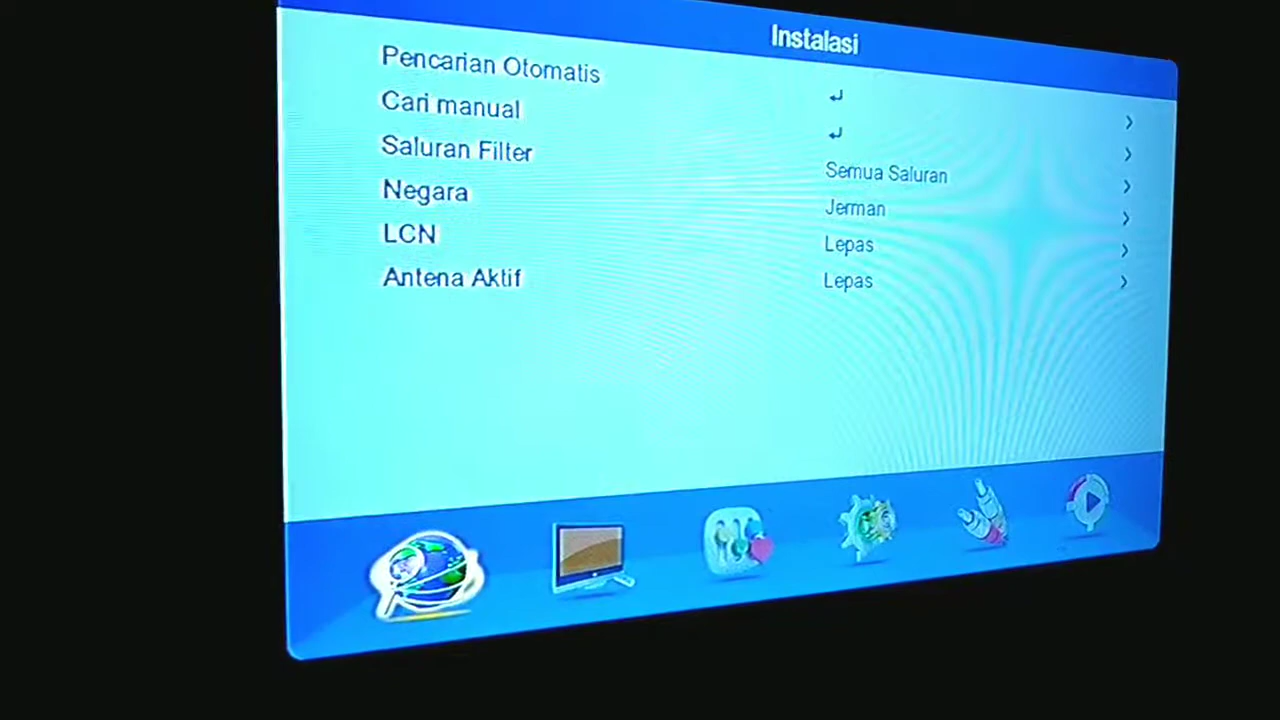 Instalasi
Pencarian Otomatis
Cari manual
Saluran Filter Semua Saluran
Negara Jerman
LCN Lepas
Antena Aktif Lepas